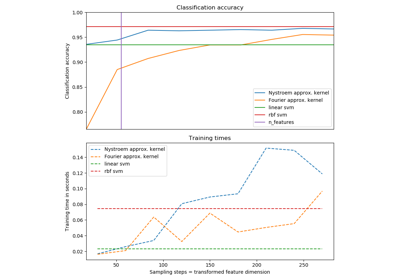 Classification accuracy
1.00
0.95
0.90
0.85
0.80
Classification accuracy
Nystroem approx. kernel
Fourier approx. kernel
linear svm
rbf svm
n_features
Training times
0.14
0.12
0.10
0.08
0.06
0.04
0.02
Training time in seconds
Nystroem approx. kernel
Fourier approx. kernel
linear svm
rbf svm
50 100 150 200 250
Sampling steps = transformed feature dimension